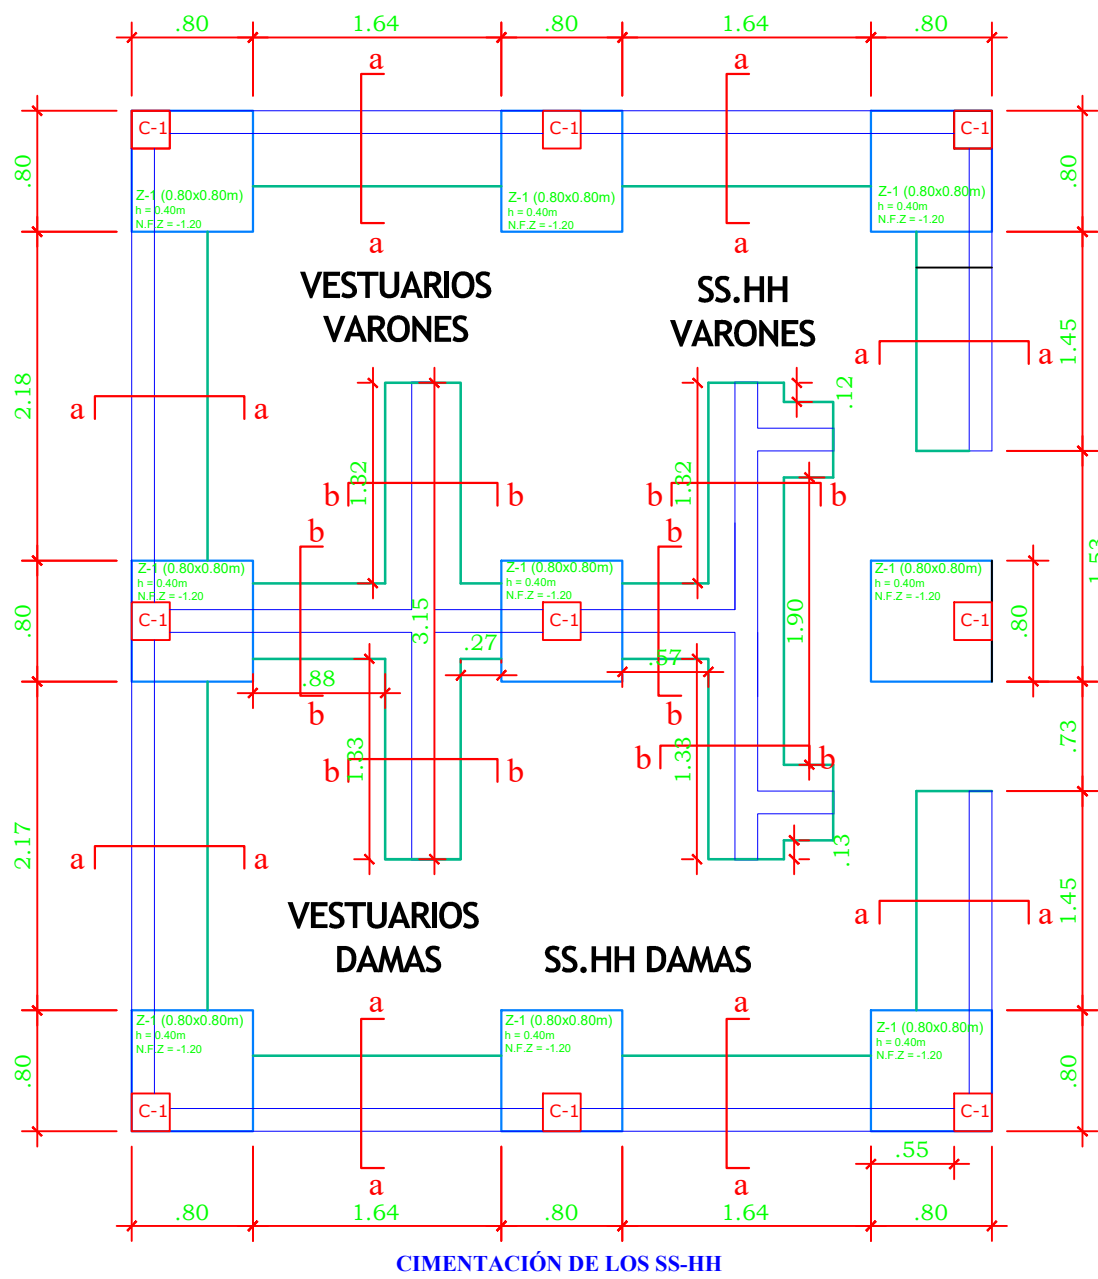 .80 1.64 .80 1.64 .80
a a
C-1 C-1 C-1
.80 .80
Z-1 (0.80x0.80m)
h = 0.40m
N.F.Z = -1.20
Z-1 (0.80x0.80m)
h = 0.40m
N.F.Z = -1.20
Z-1 (0.80x0.80m)
h = 0.40m
N.F.Z = -1.20
a a
VESTUARIOS
VARONES
SS.HH
VARONES
a a
1.45
2.18
a a
.12
1.32 1.32
b b b b
b b
1.53
Z-1 (0.80x0.80m)
h = 0.40m
N.F.Z = -1.20
Z-1 (0.80x0.80m)
h = 0.40m
N.F.Z = -1.20
Z-1 (0.80x0.80m)
h = 0.40m
N.F.Z = -1.20
C-1 C-1 C-1
.80 3.15 1.90 .80
.27 .57
.88
b b
1.33 1.33 .73
b b b b
2.17
a a
.13
1.45
a a
VESTUARIOS
DAMAS
SS.HH DAMAS
a a
Z-1 (0.80x0.80m)
h = 0.40m
N.F.Z = -1.20
Z-1 (0.80x0.80m)
h = 0.40m
N.F.Z = -1.20
Z-1 (0.80x0.80m)
h = 0.40m
N.F.Z = -1.20
.80 .80
C-1 C-1 C-1
.55
a a
.80 1.64 .80 1.64 .80
CIMENTACIÓN DE LOS SS-HH